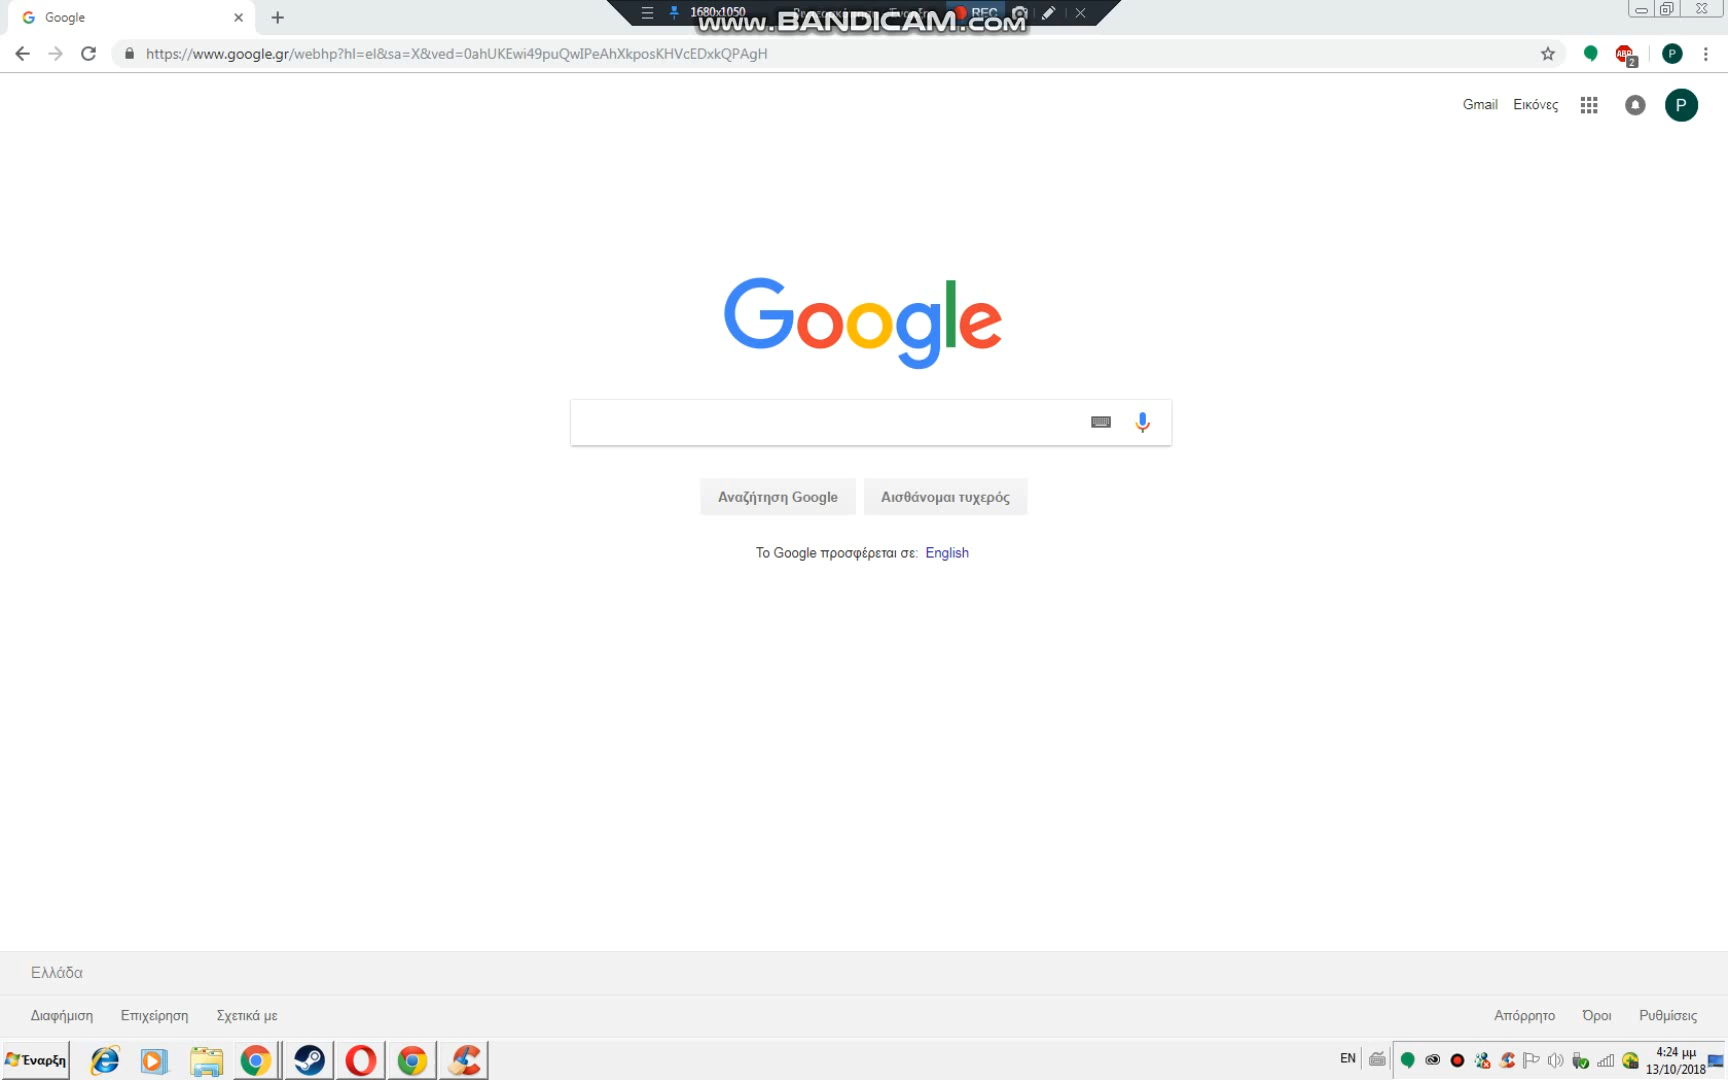 Google
1680x1050
REC
www.BANDICAM.com
https://www.google.gr/webhp?hl=el&sa=X&ved=0ahUKEwi49puQwIPeAhXkposKHVcEDxkQPAgH
ABP
2
P
Gmail Εικόνες P
Google
Αναζήτηση Google Αισθάνομαι τυχερός
Το Google προσφέρεται σε: English
Ελλάδα
Διαφήμιση Επιχείρηση Σχετικά με Απόρρητο Όροι Ρυθμίσεις
Έναρξη
EN
4:24 μμ
13/10/2018